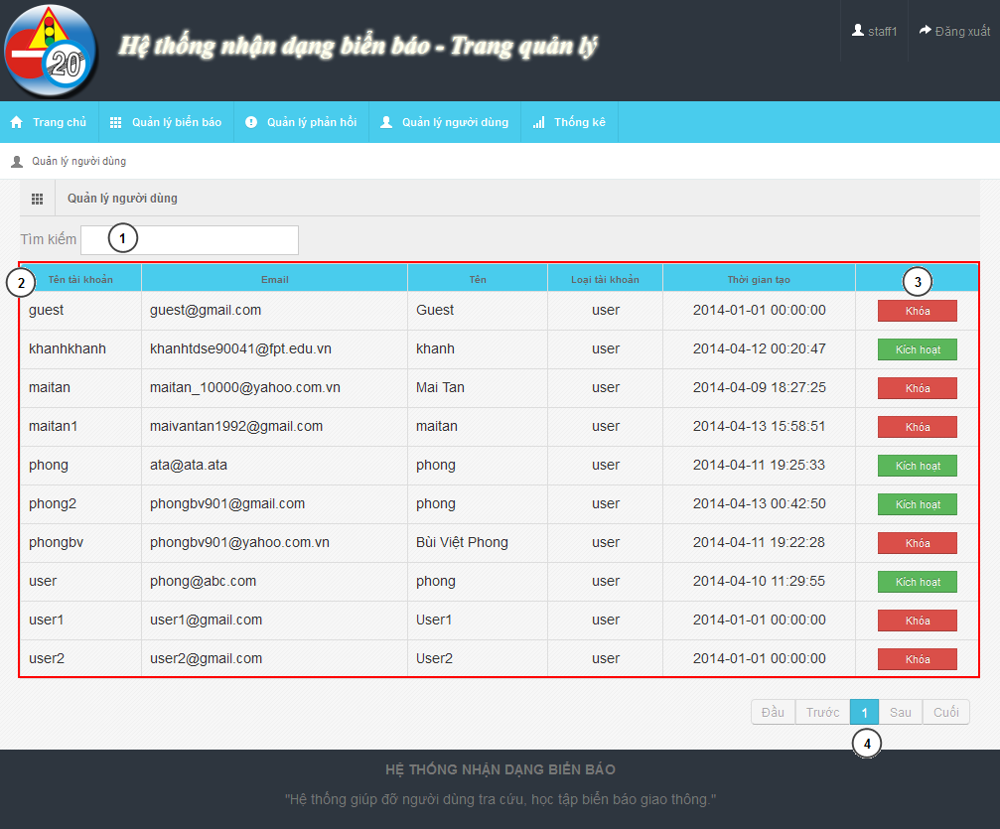 20
Hệ thống nhận dạng biển báo - Trang quản lý
staff1
Đăng xuất
Trang chủ
Quản lý biển báo
Quản lý phản hồi
Quản lý người dùng
Thống kê
Quản lý người dùng
Quản lý người dùng
Tìm kiếm
1
2
3
Tên tài khoản Email Tên Loại tài khoản Thời gian tạo
guest guest@gmail.com Guest user 2014-01-01 00:00:00 Khóa
khanhkhanh khanhtdse90041@fpt.edu.vn khanh user 2014-04-12 00:20:47 Kích hoạt
maitan maitan_10000@yahoo.com.vn Mai Tan user 2014-04-09 18:27:25 Khóa
maitan1 maivantan1992@gmail.com maitan user 2014-04-13 15:58:51 Khóa
phong ata@ata.ata phong user 2014-04-11 19:25:33 Kích hoạt
phong2 phongbv901@gmail.com phong user 2014-04-13 00:42:50 Kích hoạt
phongbv phongbv901@yahoo.com.vn Bùi Việt Phong user 2014-04-11 19:22:28 Khóa
user phong@abc.com phong user 2014-04-10 11:29:55 Kích hoạt
user1 user1@gmail.com User1 user 2014-01-01 00:00:00 Khóa
user2 user2@gmail.com User2 user 2014-01-01 00:00:00 Khóa
Đầu Trước 1 Sau Cuối
4
HỆ THỐNG NHẬN DẠNG BIỂN BÁO
"Hệ thống giúp đỡ người dùng tra cứu, học tập biển báo giao thông."